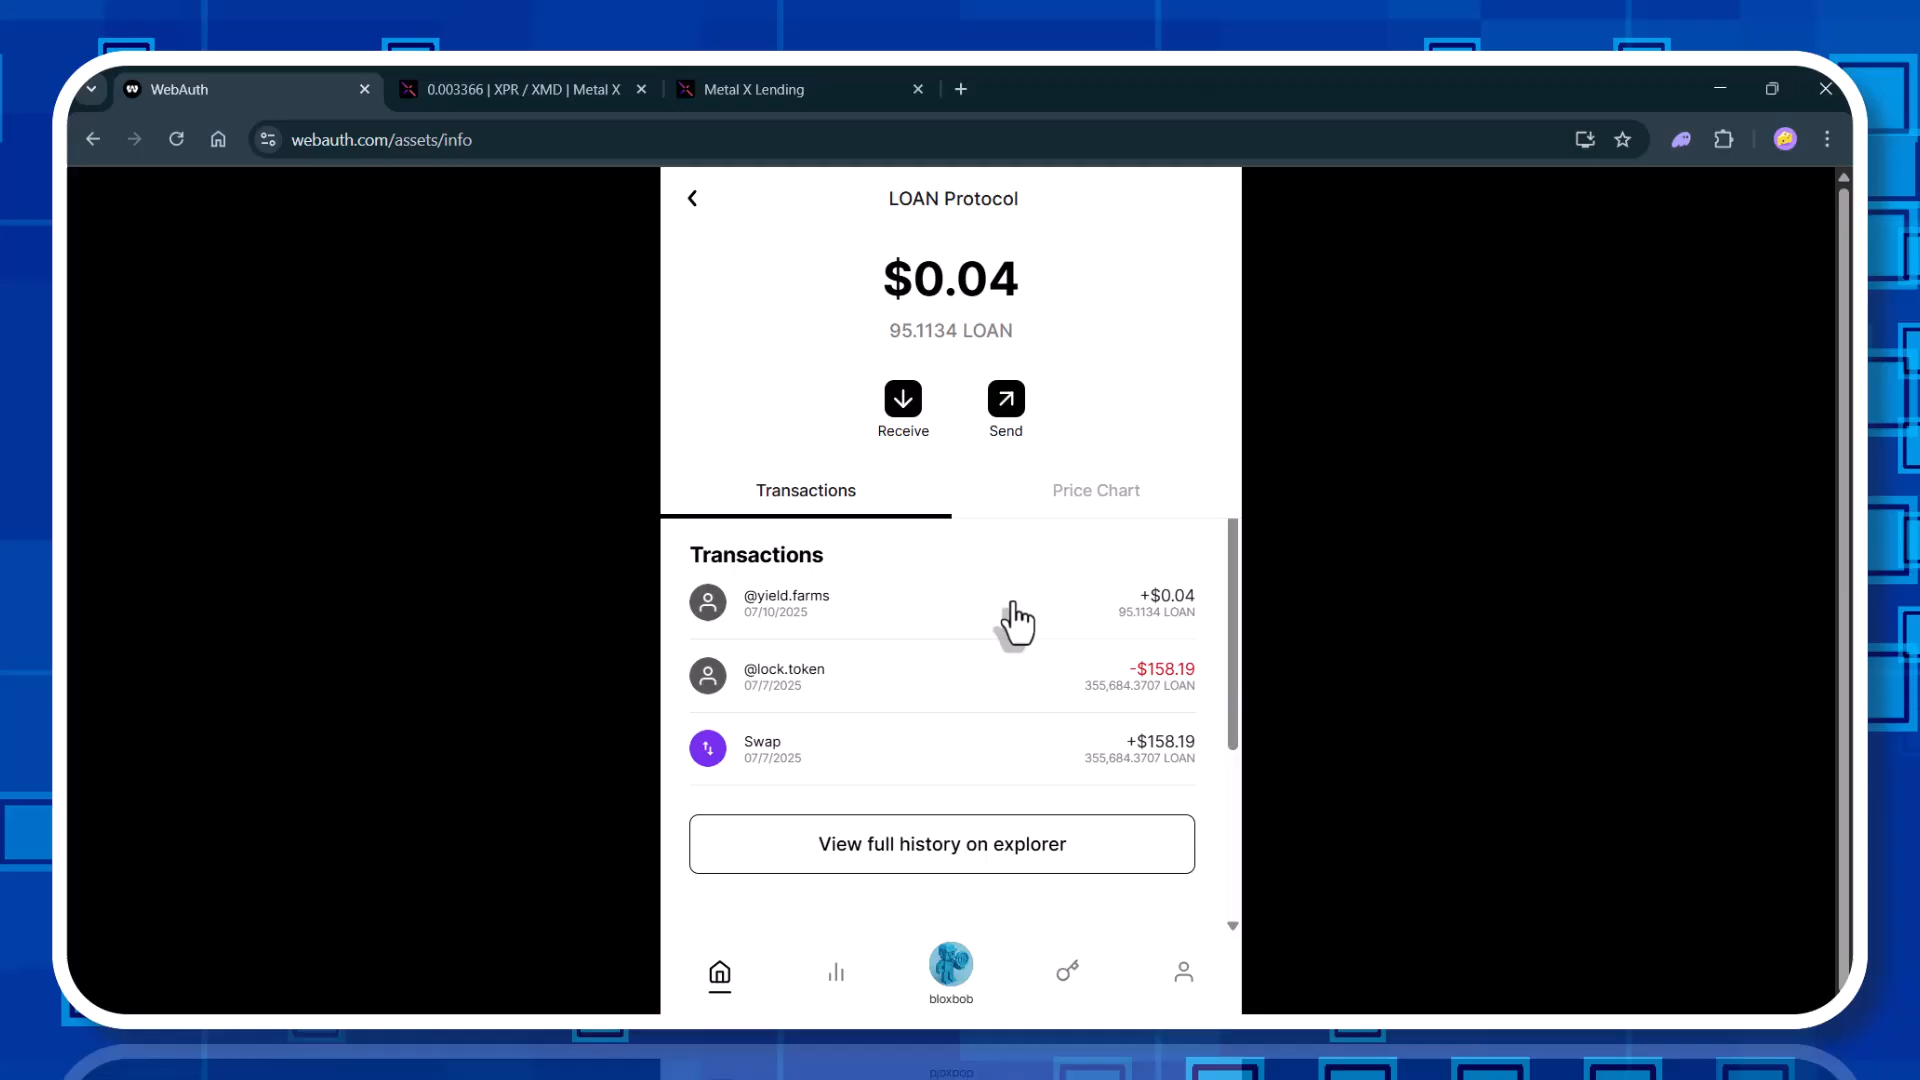 WebAuth
0.003366 | XPR / XMD | Metal X
Metal X Lending
webauth.com/assets/info
LOAN Protocol
$0.04
95.1134 LOAN
Receive
Send
Transactions
Price Chart
Transactions
@yield.farms
+$0.04
07/10/2025
95.1134 LOAN
@lock.token
-$158.19
07/7/2025
355,684.3707 LOAN
Swap
+$158.19
07/7/2025
355,684.3707 LOAN
View full history on explorer
bloxbob